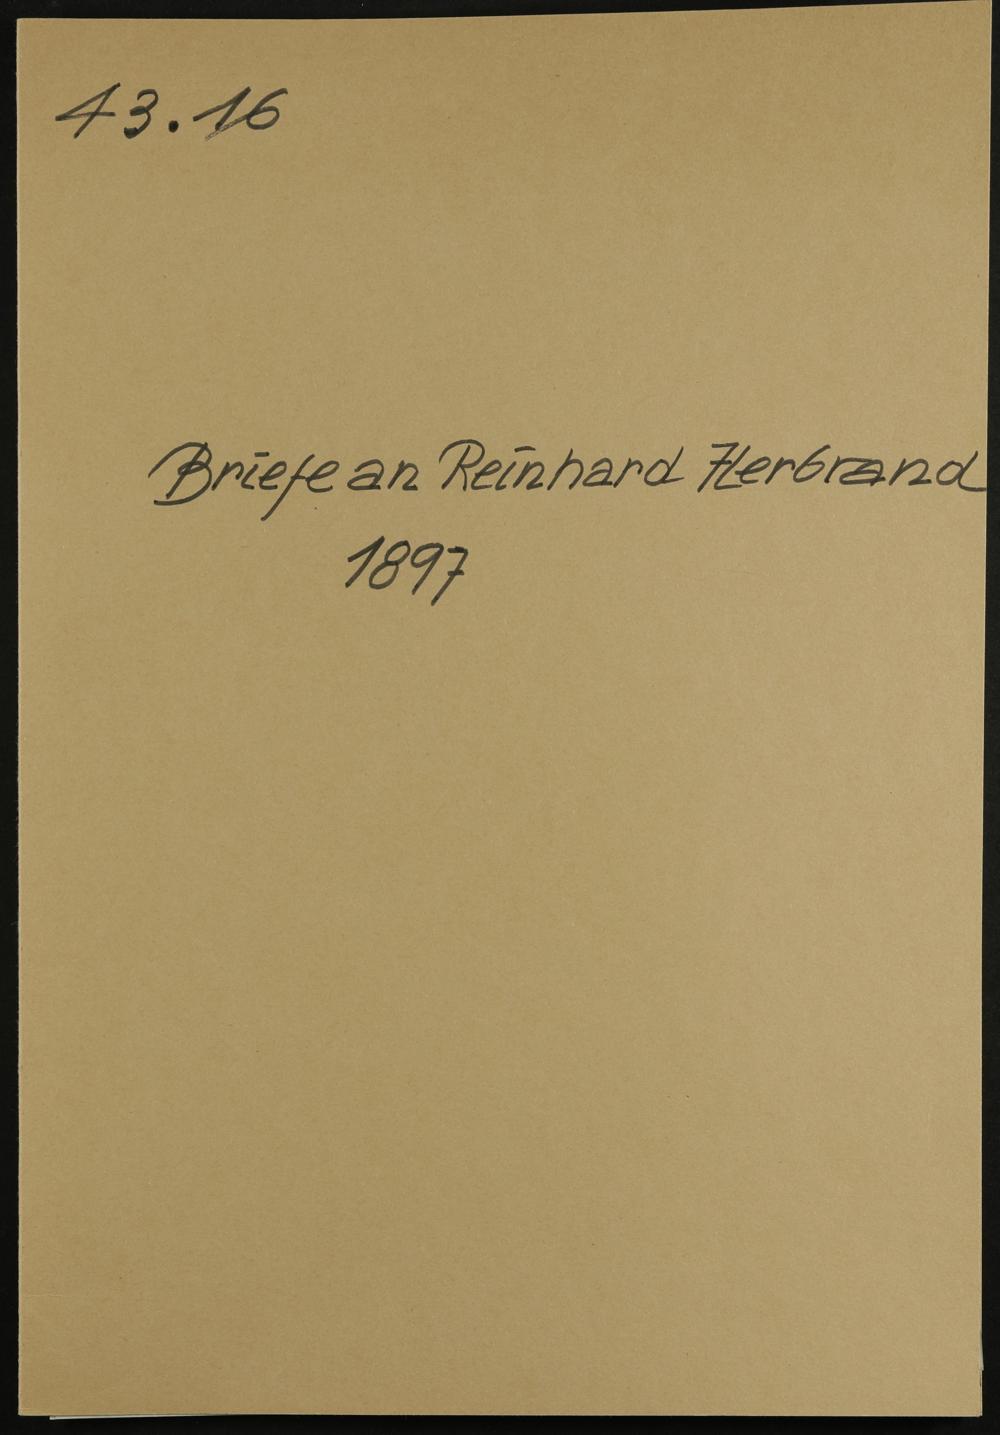 43.16
Briefe an Reinhard Herbrand
1897